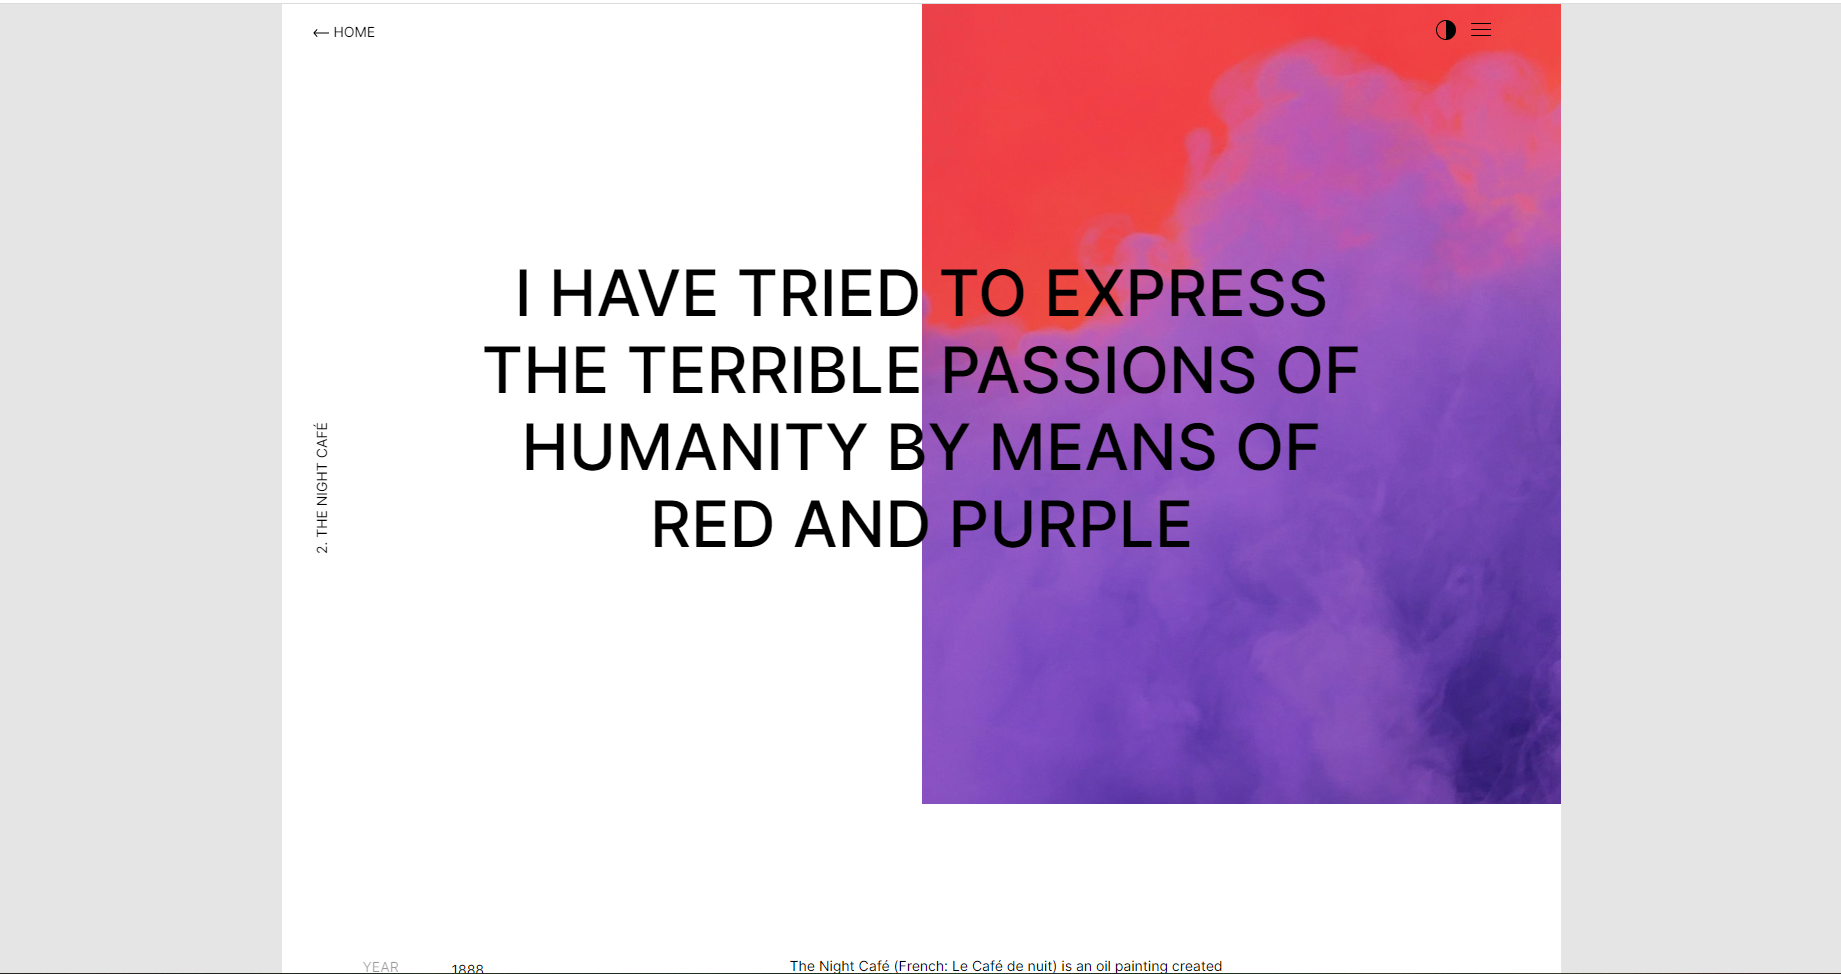 ← HOME
I HAVE TRIED TO EXPRESS
THE TERRIBLE PASSIONS OF
HUMANITY BY MEANS OF
RED AND PURPLE
2. THE NIGHT CAFÉ
YEAR 1888
The Night Café (French: Le Café de nuit) is an oil painting created